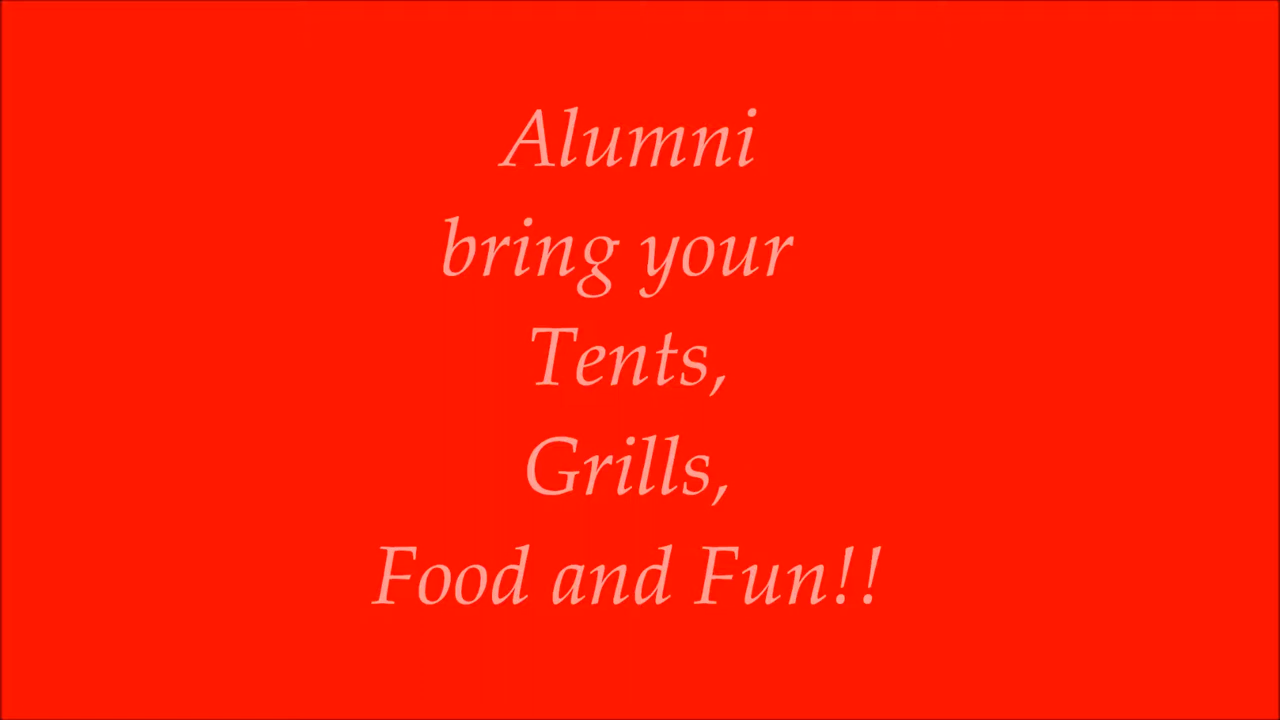 Alumni
bring your
Tents,
Grills,
Food and Fun!!